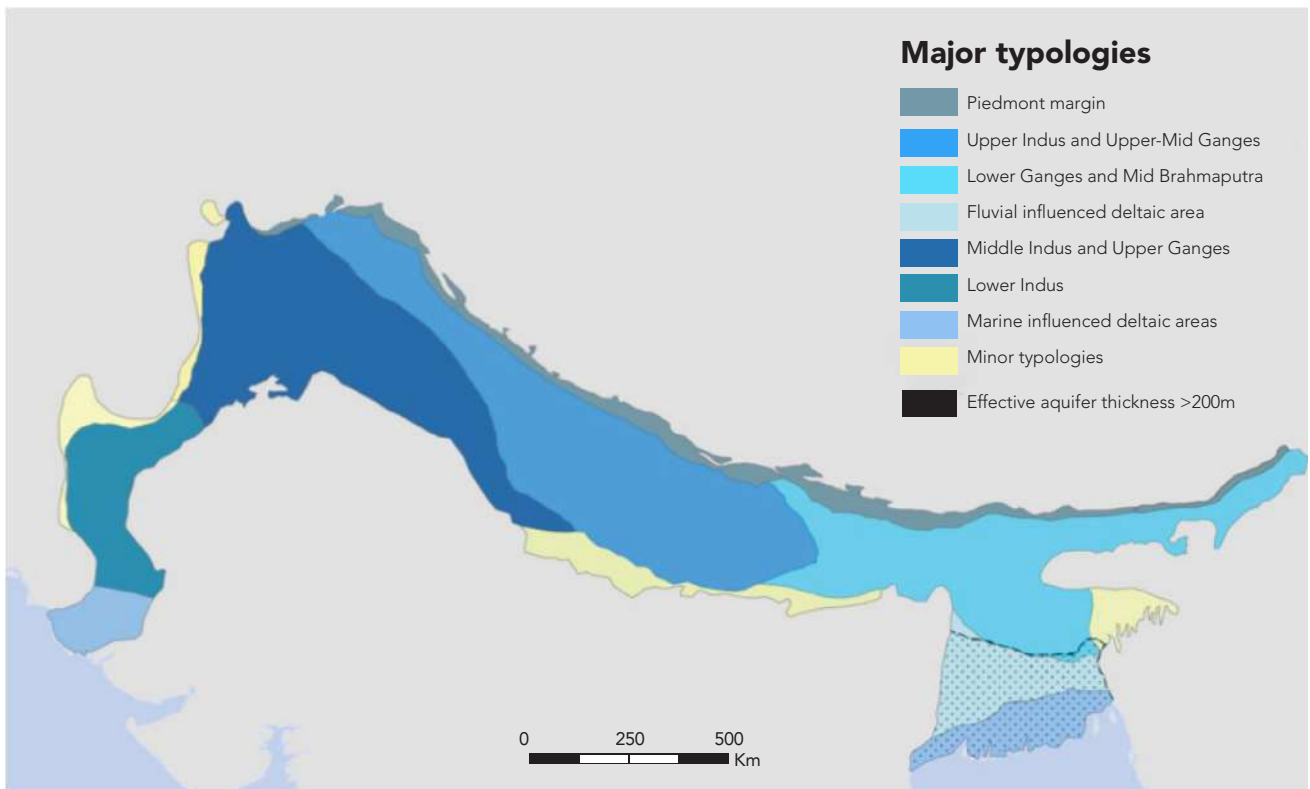 Major typologies
Piedmont margin
Upper Indus and Upper-Mid Ganges
Lower Ganges and Mid Brahmaputra
Fluvial influenced deltaic area
Middle Indus and Upper Ganges
Lower Indus
Marine influenced deltaic areas
Minor typologies
Effective aquifer thickness >200m
0 250 500
Km